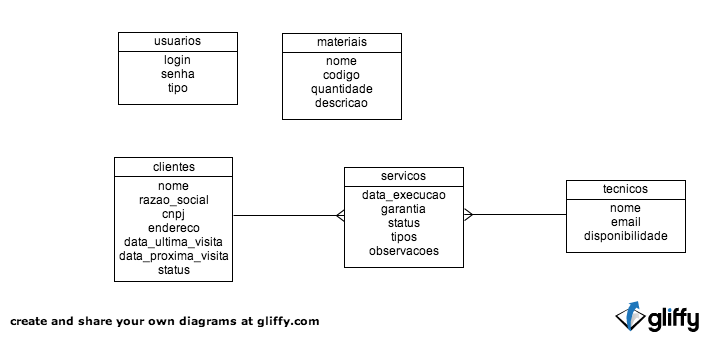 usuarios
login
senha
tipo
materiais
nome
codigo
quantidade
descricao
clientes
nome
razao_social
cnpj
endereco
data_ultima_visita
data_proxima_visita
status
servicos
data_execucao
garantia
status
tipos
observacoes
tecnicos
nome
email
disponibilidade
create and share your own diagrams at gliffy.com
gliffy